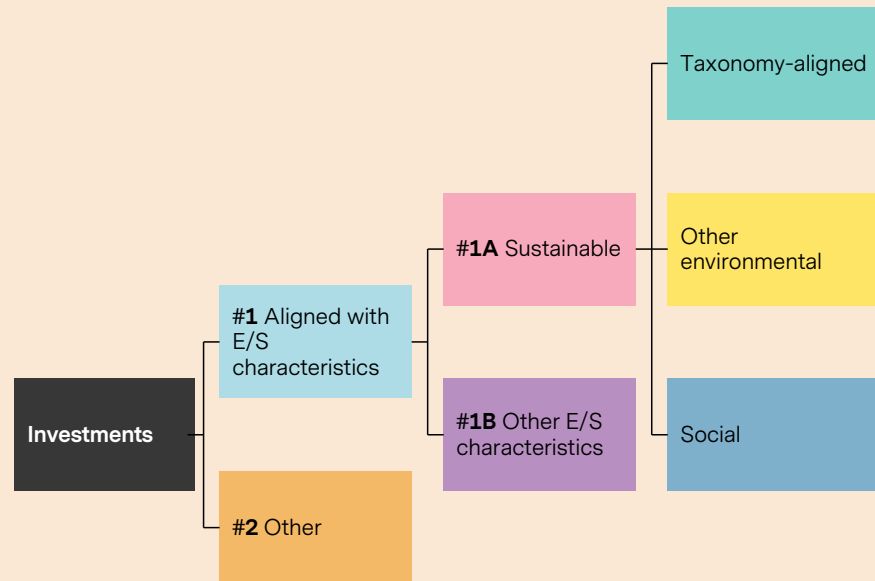 Investments
#1 Aligned with
E/S
characteristics
#2 Other
#1A Sustainable
#1B Other E/S
characteristics
Taxonomy-aligned
Other
environmental
Social